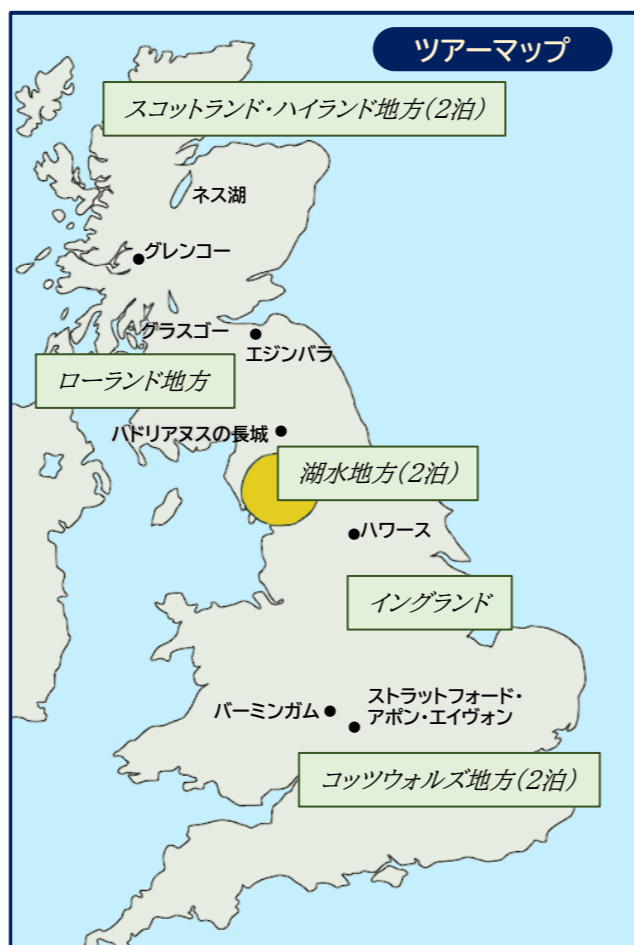 ツアーマップ
スコットランド・ハイランド地方(2泊)
ネス湖
グレンコー
グラスゴー
エジンバラ
ローランド地方
ハドリアヌスの長城
湖水地方(2泊)
ハワース
イングランド
バーミンガム
ストラットフォード・
アポン・エイヴォン
コッツウォルズ地方(2泊)